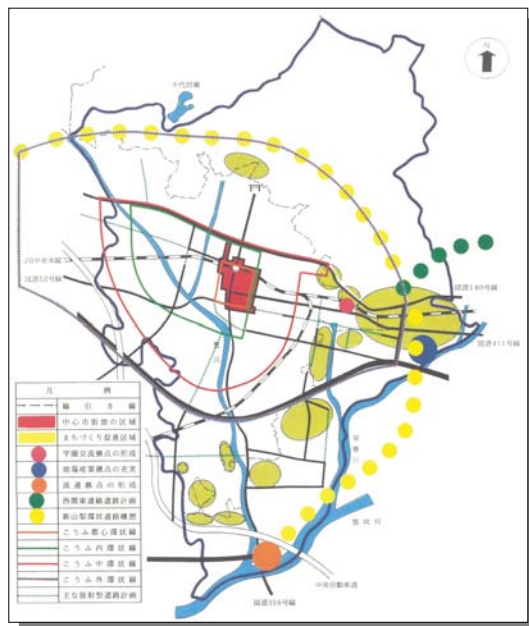 N
千代田湖
JR中央本線
国道52号線
国道140号線
国道411号線
荒川
笛吹川
中央自動車道
国道358号線
凡 例
線引き線
中心市街地の区域
まちづくり促進区域
学園交流拠点の形成
地場産業拠点の充実
流通拠点の形成
西関東連絡道路計画
新山梨環状道路構想
こうふ都心環状線
こうふ内環状線
こうふ中環状線
こうふ外環状線
主な放射型道路計画